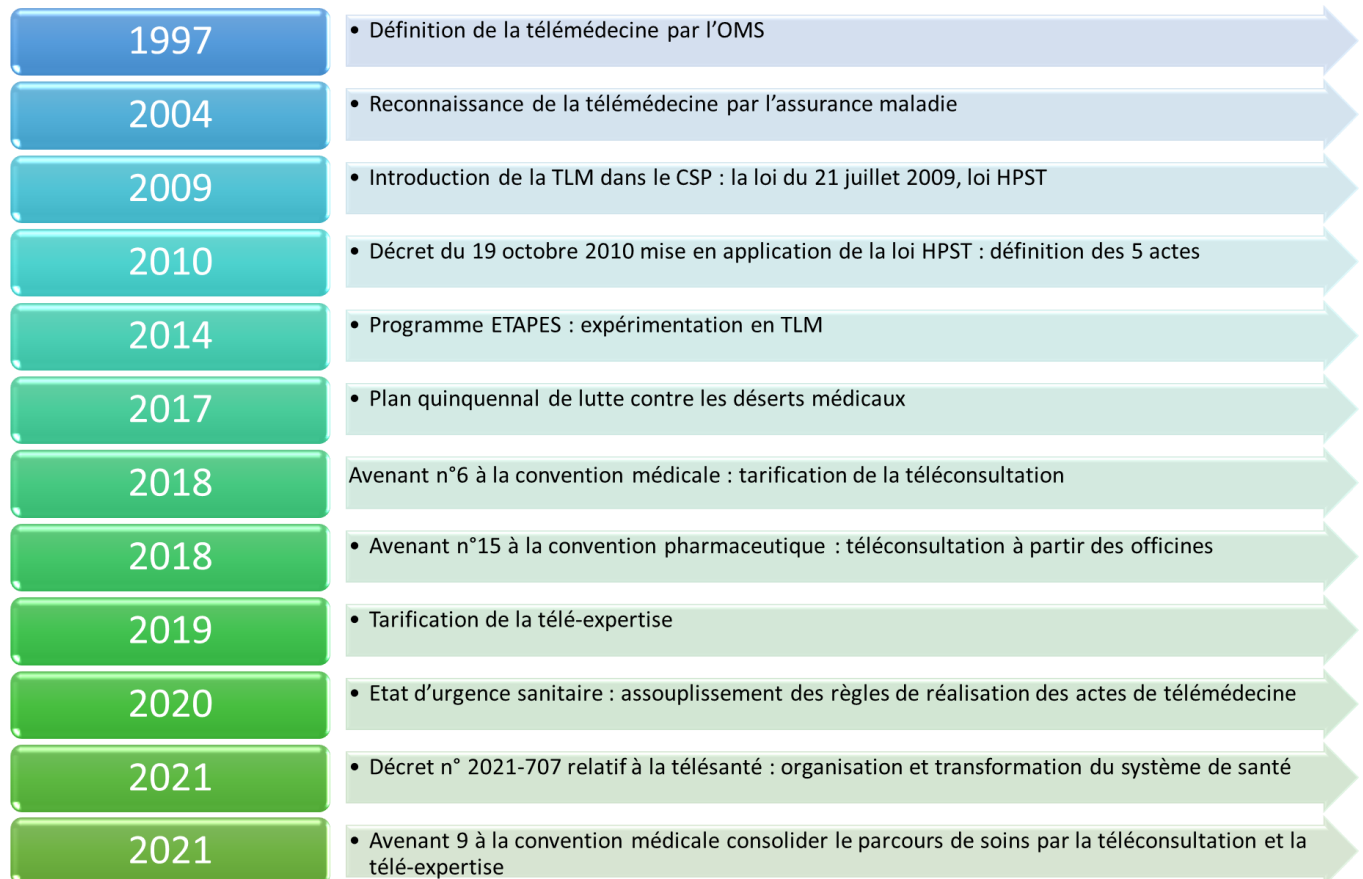 1997
• Définition de la télémédecine par l’OMS
2004
• Reconnaissance de la télémédecine par l’assurance maladie
2009
• Introduction de la TLM dans le CSP : la loi du 21 juillet 2009, loi HPST
2010
• Décret du 19 octobre 2010 mise en application de la loi HPST : définition des 5 actes
2014
• Programme ETAPES : expérimentation en TLM
2017
• Plan quinquennal de lutte contre les déserts médicaux
2018
Avenant n°6 à la convention médicale : tarification de la téléconsultation
2018
• Avenant n°15 à la convention pharmaceutique : téléconsultation à partir des officines
2019
• Tarification de la télé-expertise
2020
• Etat d’urgence sanitaire : assouplissement des règles de réalisation des actes de télémédecine
2021
• Décret n° 2021-707 relatif à la télésanté : organisation et transformation du système de santé
2021
• Avenant 9 à la convention médicale consolider le parcours de soins par la téléconsultation et la
télé-expertise